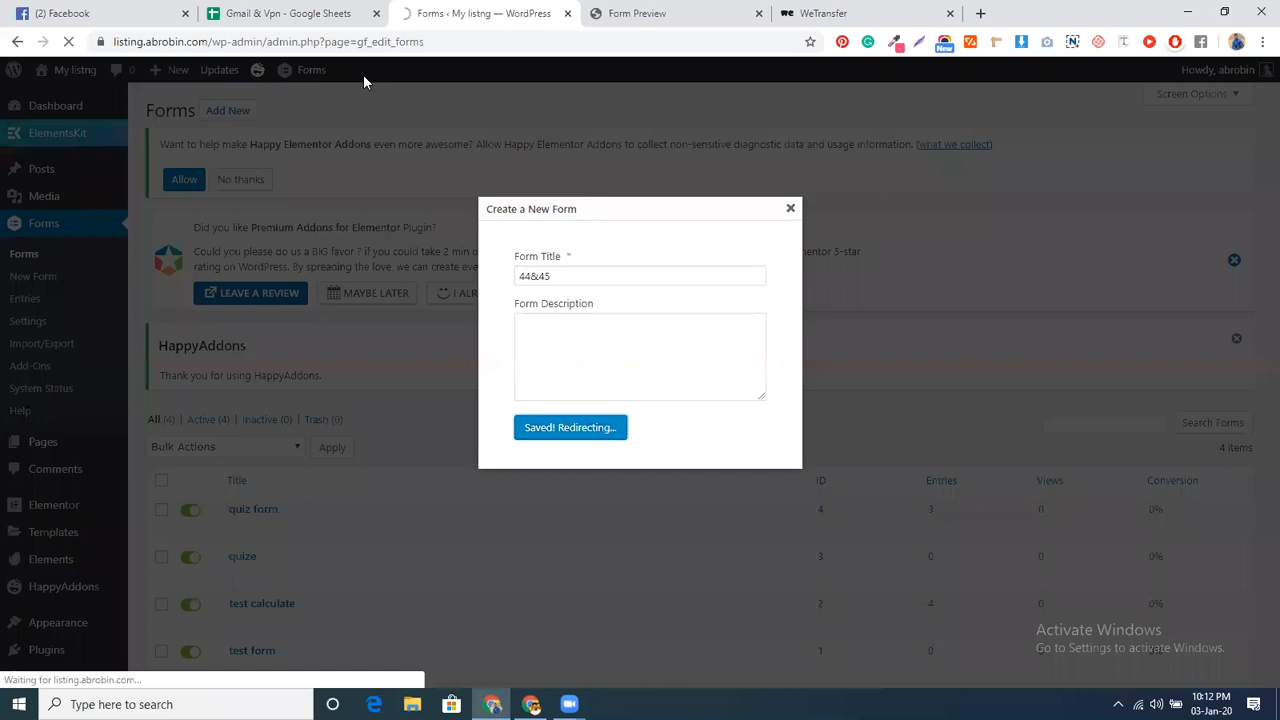 (2) Facebook
Gmail & Vpn - Google Sheets
Forms ‹ My listng — WordPress
Form Preview
WeTransfer
listing.abrobin.com/wp-admin/admin.php?page=gf_edit_forms
New
My listng
0
New
Updates
Forms
Howdy, abrobin
Dashboard
ElementsKit
Posts
Media
Forms
Forms
New Form
Entries
Settings
Import/Export
Add-Ons
System Status
Help
Pages
Comments
Elementor
Templates
Elements
HappyAddons
Appearance
Plugins
Forms
Add New
Screen Options
Want to help make Happy Elementor Addons even more awesome? Allow Happy Elementor Addons to collect non-sensitive diagnostic data and usage information. (what we collect)
Allow
No thanks
Did you like Premium Addons for Elementor Plugin?
Could you please do us a BIG favor ? if you could take 2 min o
mentor 5-star
rating on WordPress. By spreading the love, we can create eve
LEAVE A REVIEW
MAYBE LATER
I ALR
HappyAddons
Thank you for using HappyAddons.
All (4) | Active (4) | Inactive (0) | Trash (0)
Search Forms
Bulk Actions
Apply
4 items
Title
ID
Entries
Views
Conversion
quiz form
4
3
0
0%
quize
3
0
0
0%
test calculate
2
4
0
0%
test form
1
0
0
0%
Create a New Form
Form Title *
44&45
Form Description
Saved! Redirecting...
Activate Windows
Go to Settings to activate Windows.
Waiting for listing.abrobin.com...
Type here to search
10:12 PM
03-Jan-20